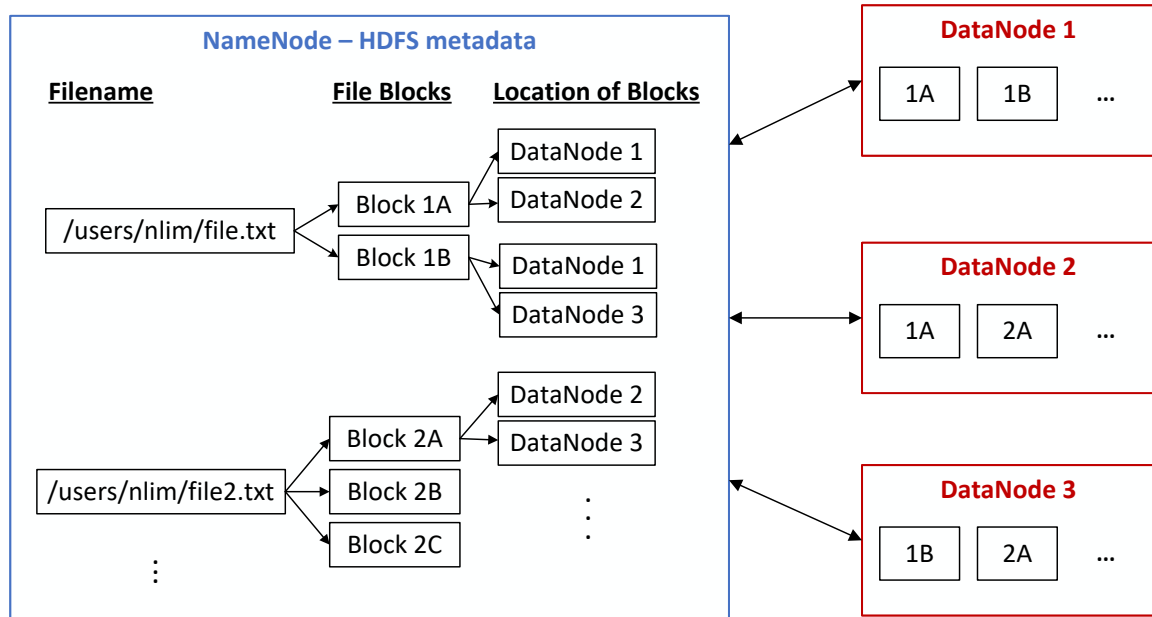 NameNode – HDFS metadata
Filename
File Blocks
Location of Blocks
/users/nlim/file.txt
Block 1A
DataNode 1
DataNode 2
Block 1B
DataNode 1
DataNode 3
/users/nlim/file2.txt
Block 2A
DataNode 2
DataNode 3
Block 2B
Block 2C
...
...
DataNode 1
1A
1B
...
DataNode 2
1A
2A
...
DataNode 3
1B
2A
...